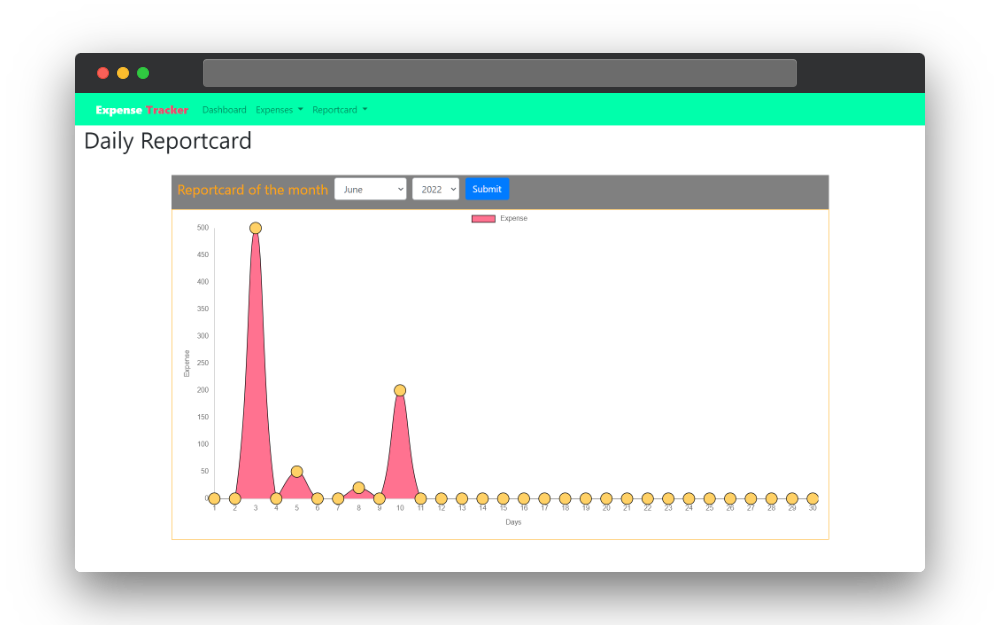 Expense Tracker Dashboard Expenses Reportcard
Daily Reportcard
Reportcard of the month June 2022 Submit
Expense
500
450
400
350
300
250
200
150
100
50
0
Expense
1 2 3 4 5 6 7 8 9 10 11 12 13 14 15 16 17 18 19 20 21 22 23 24 25 26 27 28 29 30
Days